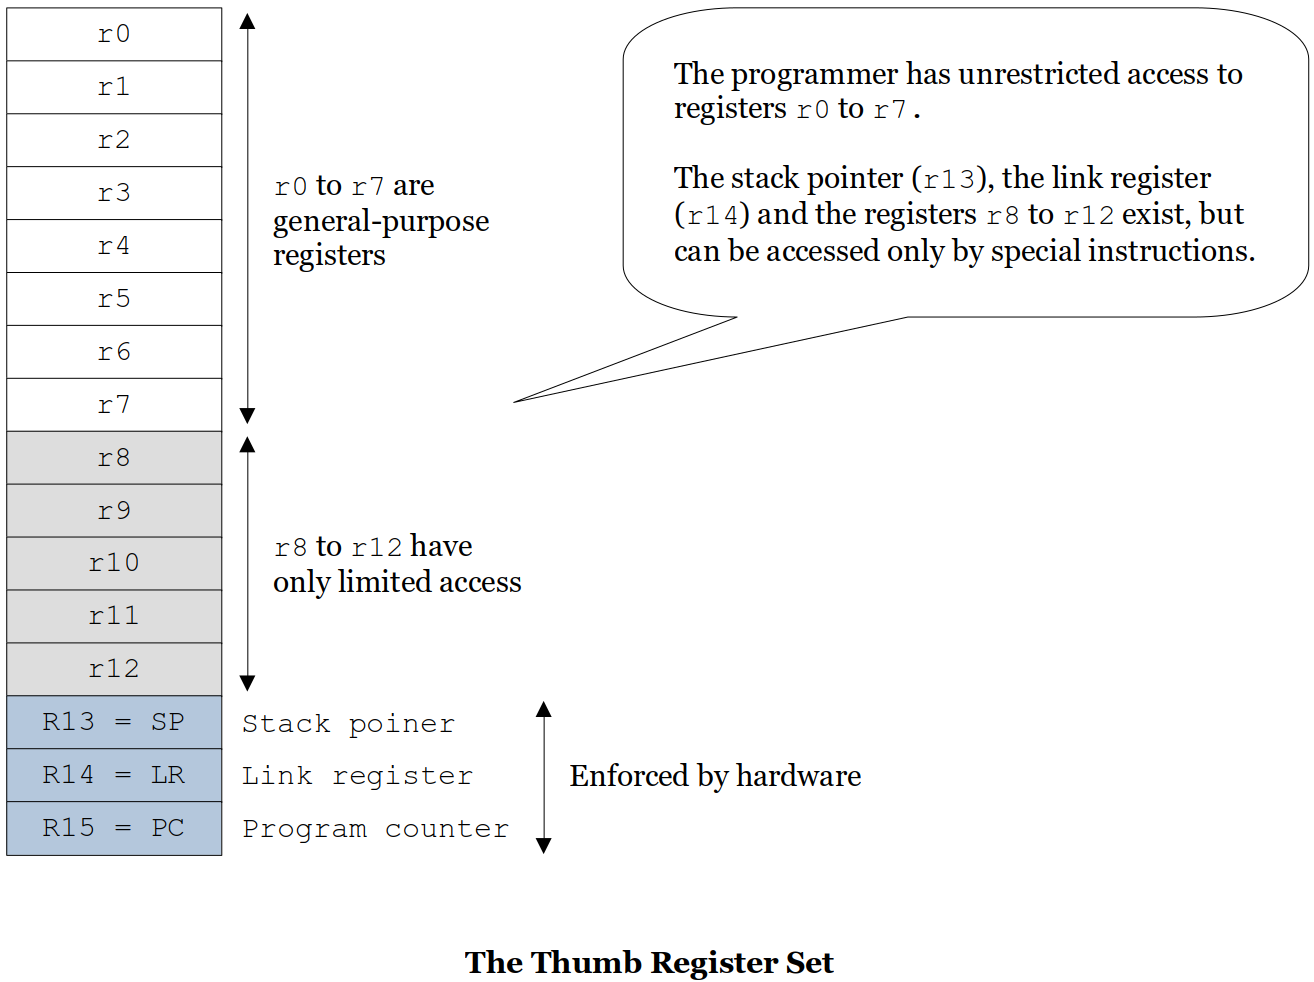 r0
r1
r2
r3
r4
r5
r6
r7
r8
r9
r10
r11
r12
R13 = SP
R14 = LR
R15 = PC
r0 to r7 are
general-purpose
registers
r8 to r12 have
only limited access
Stack poiner
Link register
Program counter
Enforced by hardware
The programmer has unrestricted access to
registers r0 to r7.
The stack pointer (r13), the link register
(r14) and the registers r8 to r12 exist, but
can be accessed only by special instructions.
The Thumb Register Set